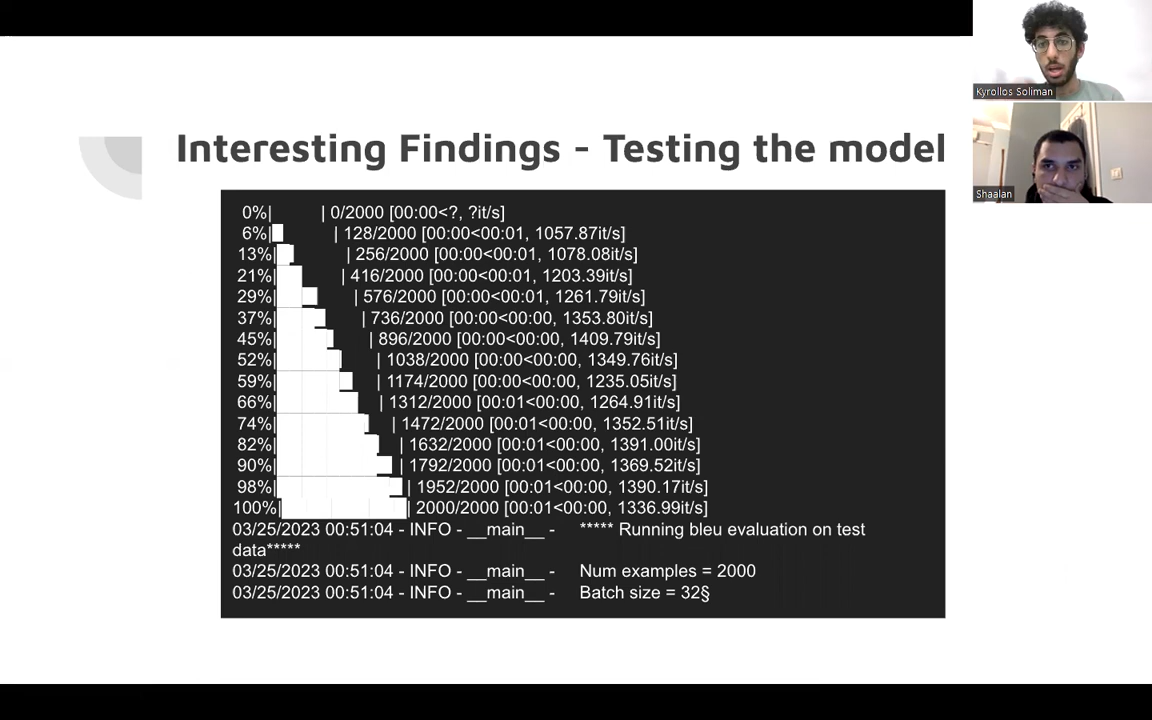 Interesting Findings - Testing the model
0%| | 0/2000 [00:00<?, ?it/s]
6%| | 128/2000 [00:00<00:01, 1057.87it/s]
13%| | 256/2000 [00:00<00:01, 1078.08it/s]
21%| | 416/2000 [00:00<00:01, 1203.39it/s]
29%| | 576/2000 [00:00<00:01, 1261.79it/s]
37%| | 736/2000 [00:00<00:00, 1353.80it/s]
45%| | 896/2000 [00:00<00:00, 1409.79it/s]
52%| | 1038/2000 [00:00<00:00, 1349.76it/s]
59%| | 1174/2000 [00:00<00:00, 1235.05it/s]
66%| | 1312/2000 [00:01<00:00, 1264.91it/s]
74%| | 1472/2000 [00:01<00:00, 1352.51it/s]
82%| | 1632/2000 [00:01<00:00, 1391.00it/s]
90%| | 1792/2000 [00:01<00:00, 1369.52it/s]
98%| | 1952/2000 [00:01<00:00, 1390.17it/s]
100%| | 2000/2000 [00:01<00:00, 1336.99it/s]
03/25/2023 00:51:04 - INFO - __main__ - ***** Running bleu evaluation on test
data*****
03/25/2023 00:51:04 - INFO - __main__ - Num examples = 2000
03/25/2023 00:51:04 - INFO - __main__ - Batch size = 32§
Kyrollos Soliman
Shaalan